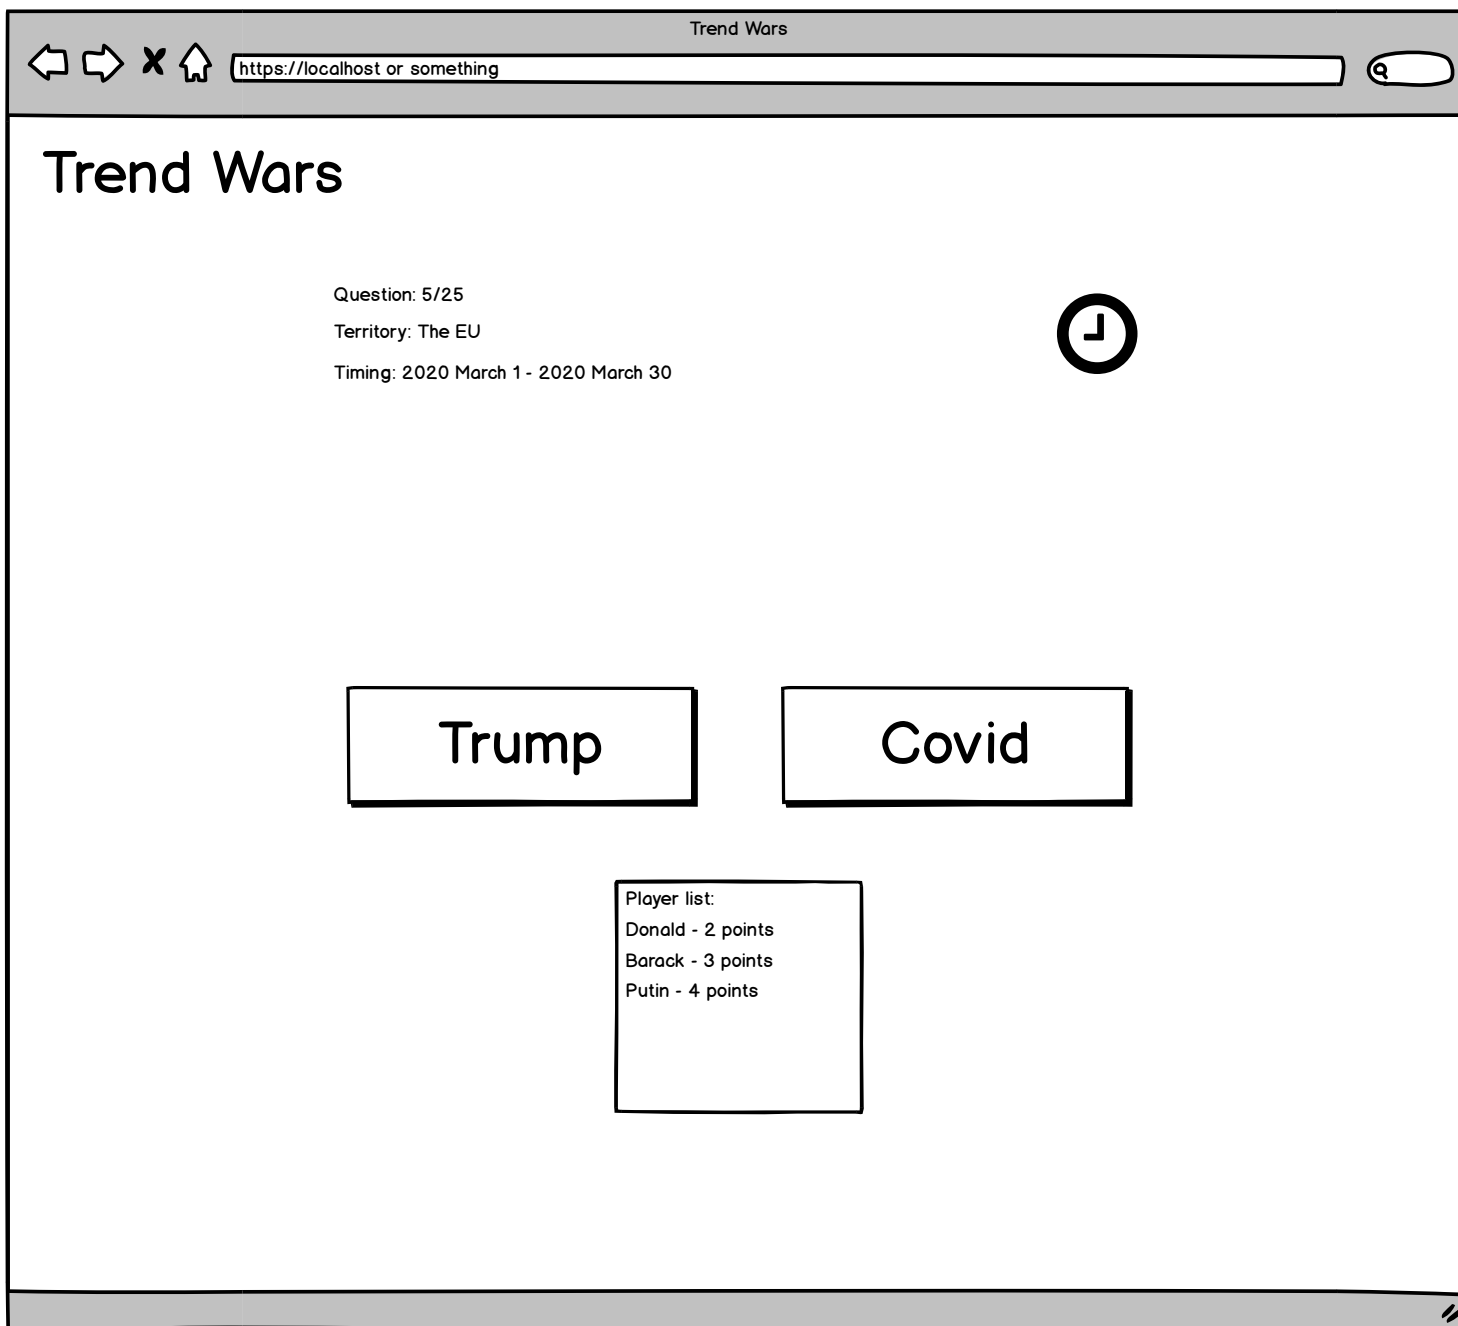 Trend Wars
https://localhost or something
Trend Wars
Question: 5/25
Territory: The EU
Timing: 2020 March 1 - 2020 March 30
Trump
Covid
Player list:
Donald - 2 points
Barack - 3 points
Putin - 4 points